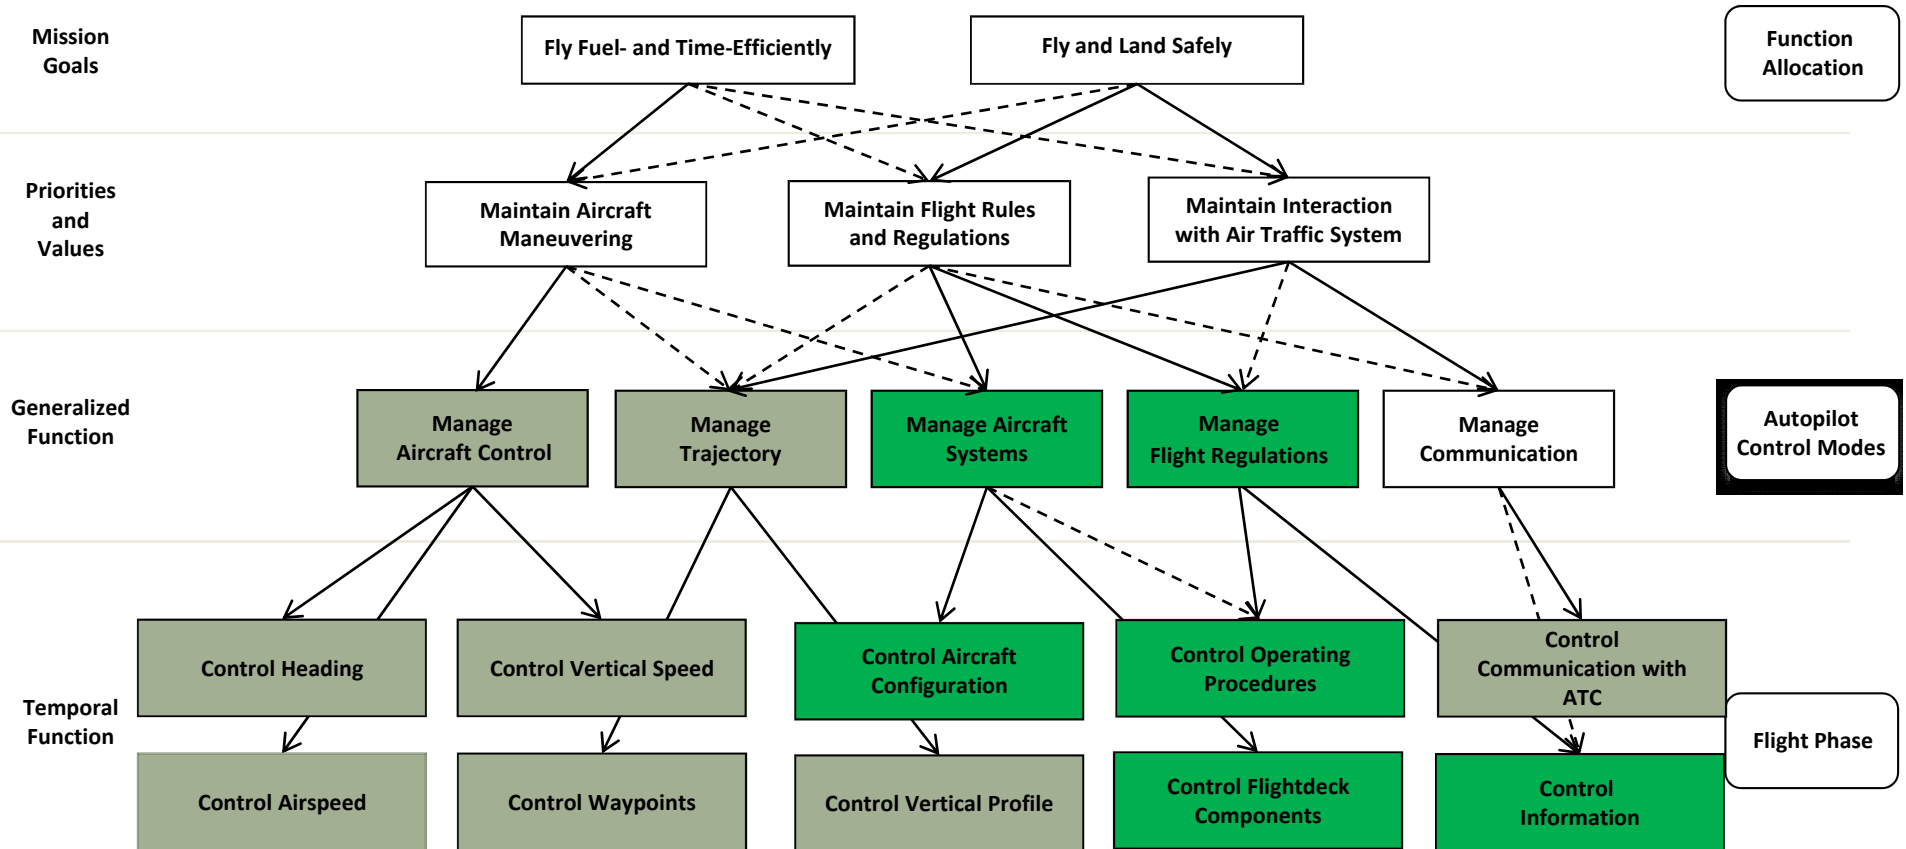 Mission
Goals
Fly Fuel- and Time-Efficiently
Fly and Land Safely
Function
Allocation
Priorities
and
Values
Maintain Aircraft
Maneuvering
Maintain Flight Rules
and Regulations
Maintain Interaction
with Air Traffic System
Generalized
Function
Manage
Aircraft Control
Manage
Trajectory
Manage Aircraft
Systems
Manage
Flight Regulations
Manage
Communication
Autopilot
Control Modes
Temporal
Function
Control Heading
Control Vertical Speed
Control Aircraft
Configuration
Control Operating
Procedures
Control
Communication with
ATC
Flight Phase
Control Airspeed
Control Waypoints
Control Vertical Profile
Control Flightdeck
Components
Control
Information